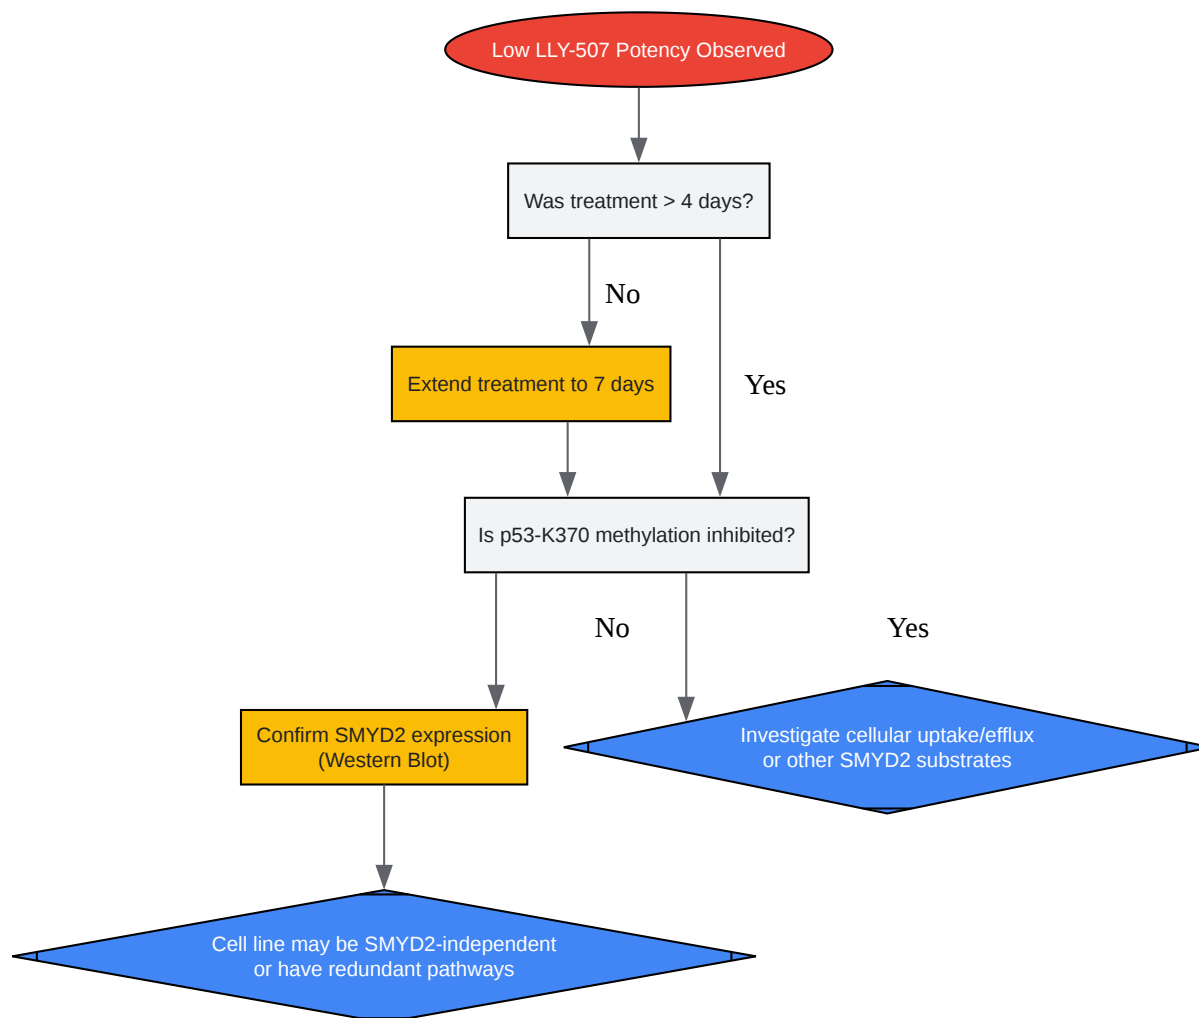 Low LLY-507 Potency Observed
Was treatment > 4 days?
No
Extend treatment to 7 days
Yes
Is p53-K370 methylation inhibited?
No
Yes
Confirm SMYD2 expression
(Western Blot)
Investigate cellular uptake/efflux
or other SMYD2 substrates
Cell line may be SMYD2-independent
or have redundant pathways